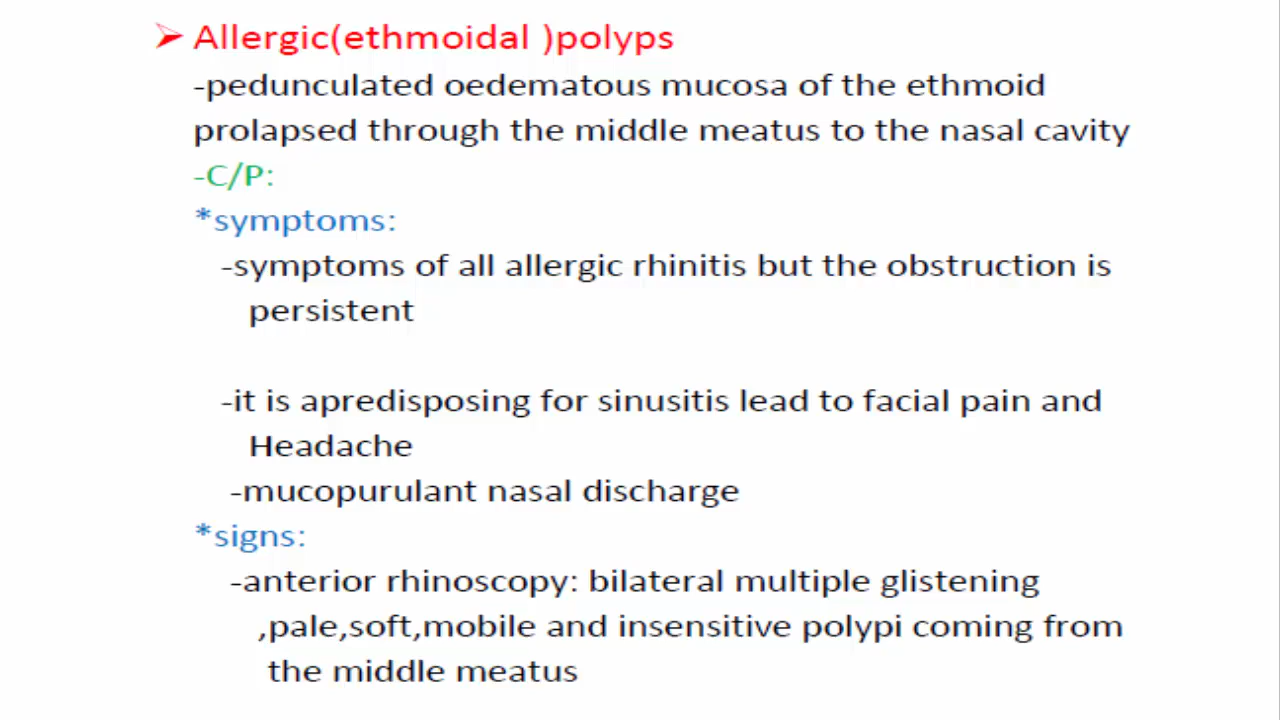 ➤ Allergic(ethmoidal )polyps
-pedunculated oedematous mucosa of the ethmoid
prolapsed through the middle meatus to the nasal cavity
-C/P:
*symptoms:
-symptoms of all allergic rhinitis but the obstruction is
persistent
-it is apredisposing for sinusitis lead to facial pain and
Headache
-mucopurulant nasal discharge
*signs:
-anterior rhinoscopy: bilateral multiple glistening
,pale,soft,mobile and insensitive polypi coming from
the middle meatus